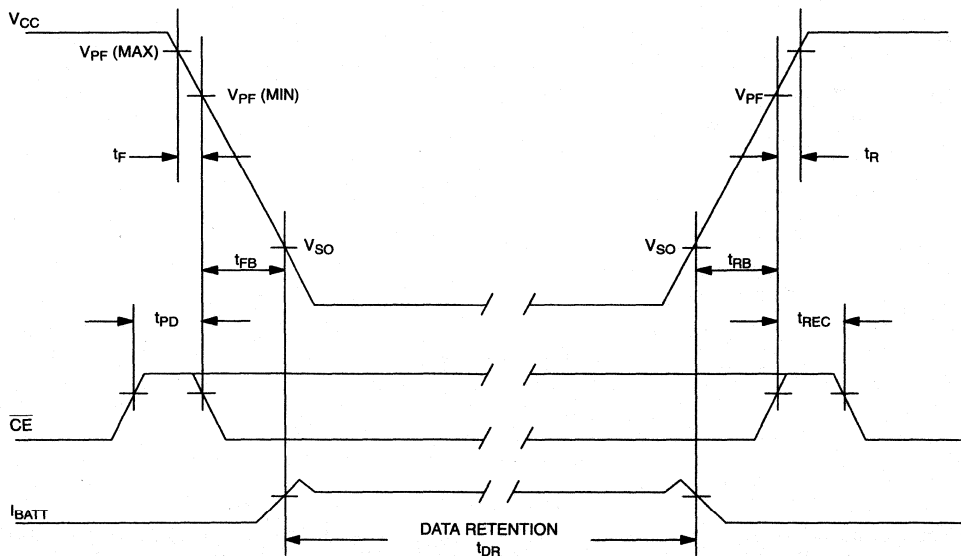 VCC
VPF (MAX)
VPF (MIN)
VPF
tF
tR
VSO
VSO
tFB
tRB
tPD
tREC
CE
IBATT
DATA RETENTION
tDR